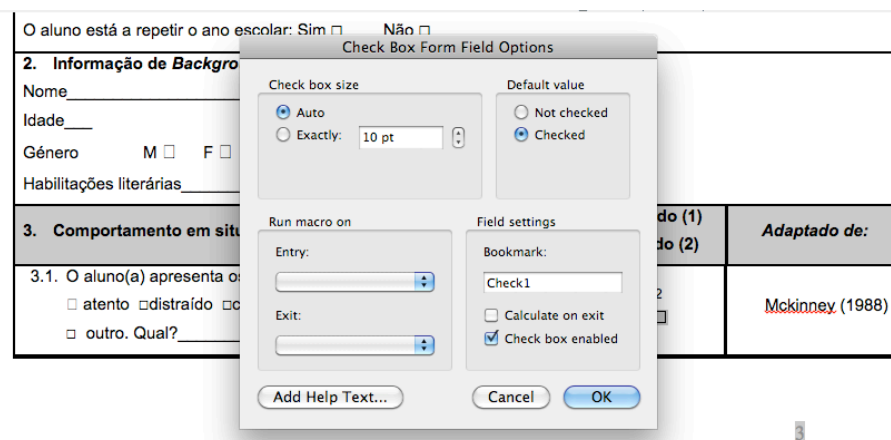 O aluno está a repetir o ano escolar: Sim □ Não □
Check Box Form Field Options
2. Informação de Backgro
Nome
Idade
Género M □ F □
Habilitações literárias
Check box size
Auto
Exactly: 10 pt
Default value
Not checked
Checked
Run macro on
Entry:
Exit:
Field settings
Bookmark:
Check1
Calculate on exit
Check box enabled
Add Help Text...
Cancel
OK
3. Comportamento em situ
do (1)
do (2)
Adaptado de:
3.1. O aluno(a) apresenta o
□ atento □distraído □c
□ outro. Qual?
2
Mckinney (1988)
3